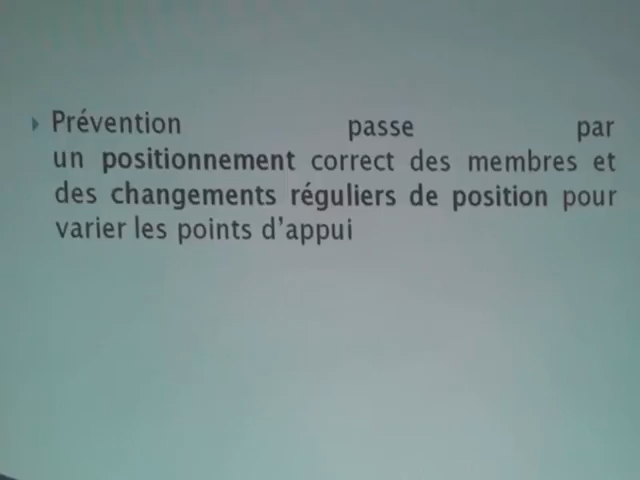 Prévention passe par
un positionnement correct des membres et
des changements réguliers de position pour
varier les points d'appui